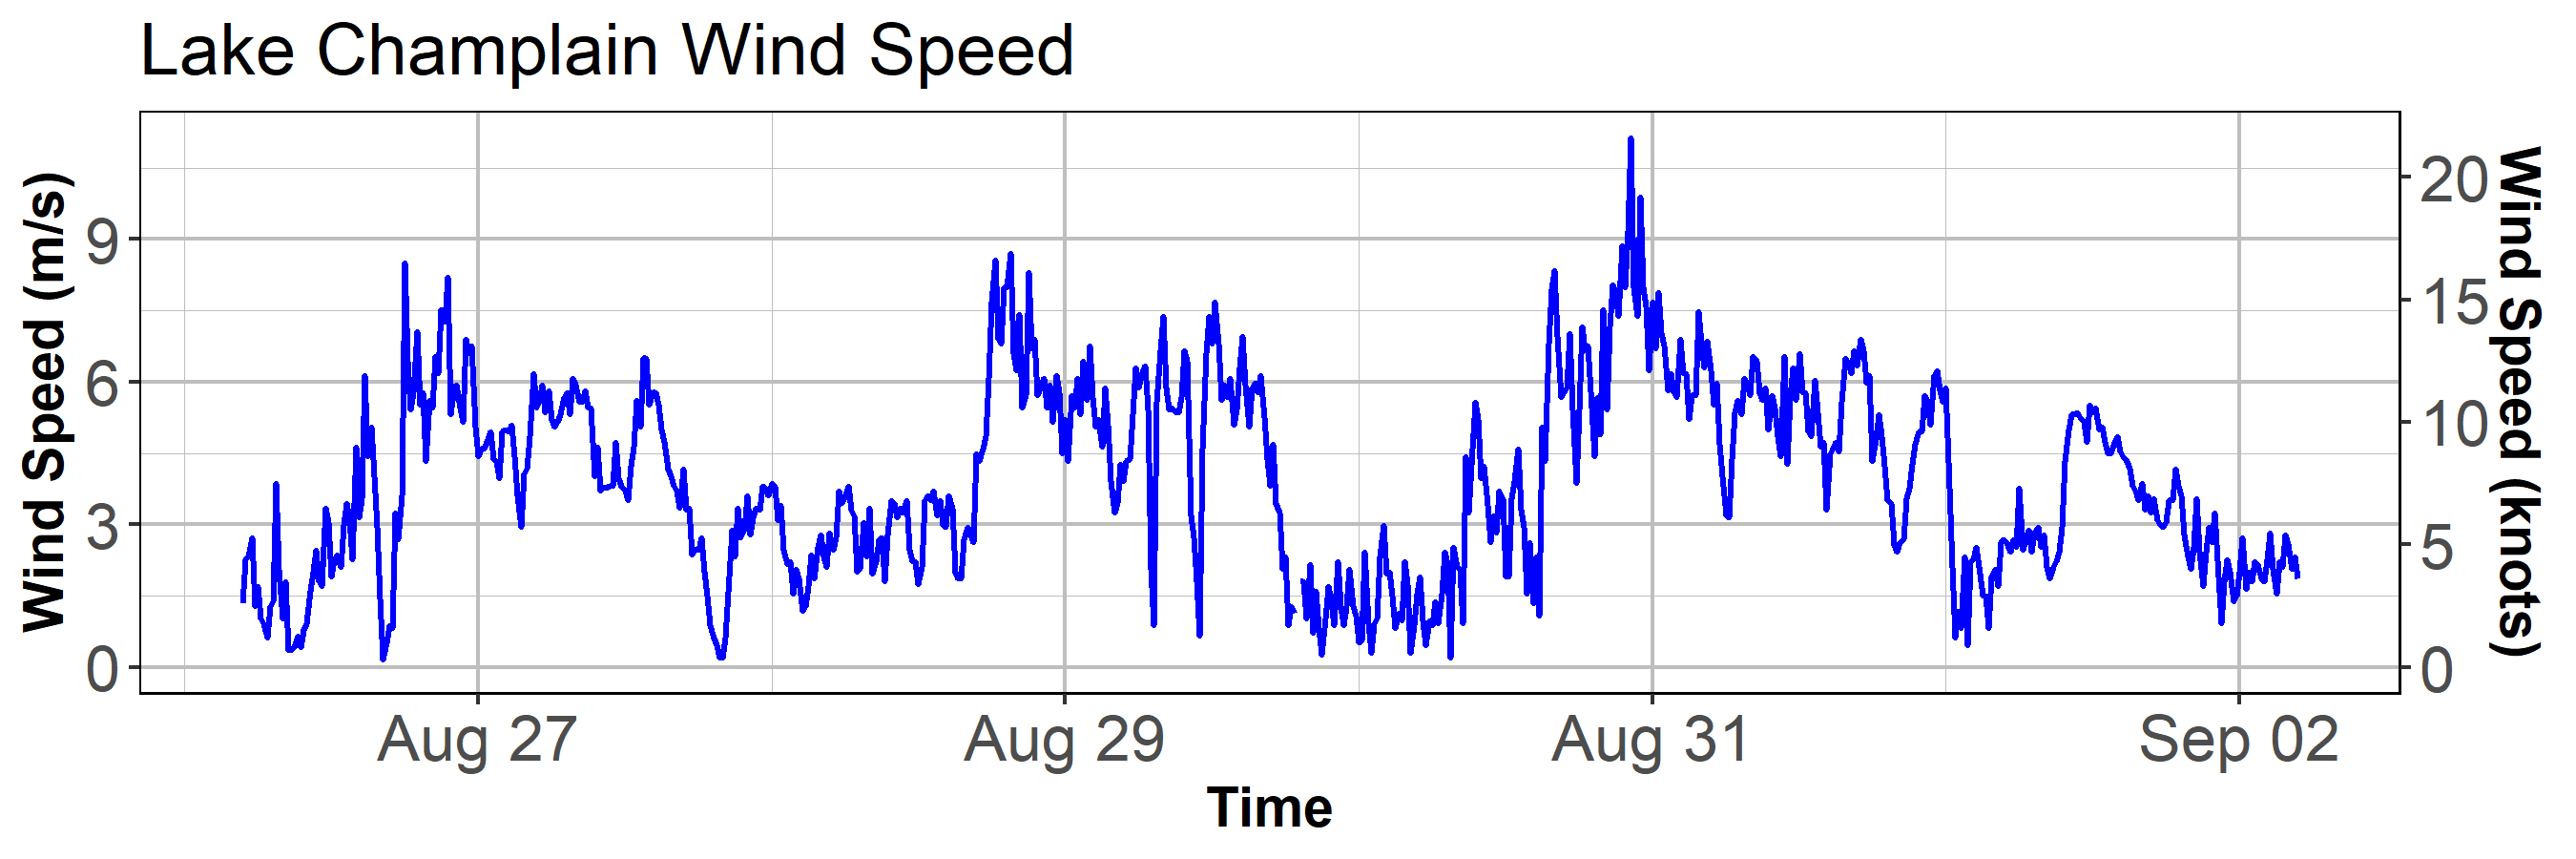 Lake Champlain Wind Speed
Wind Speed (m/s)
9
6
3
0
20
15
10
5
0
Wind Speed (knots)
Aug 27
Aug 29
Aug 31
Sep 02
Time